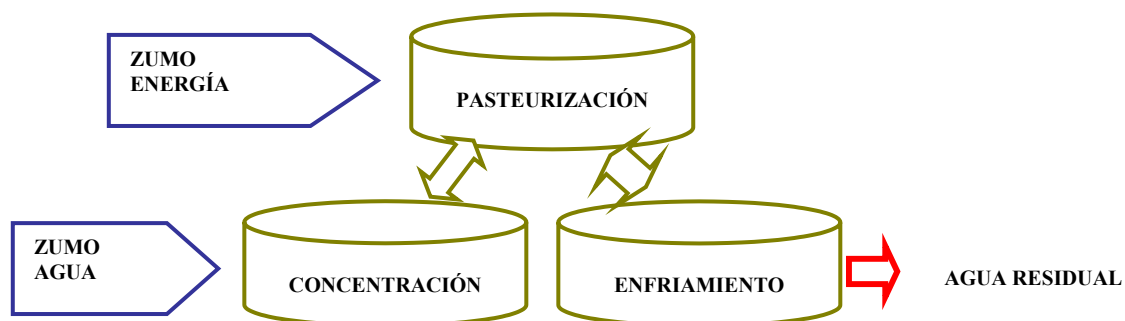 ZUMO
ENERGÍA
PASTEURIZACIÓN
ZUMO
AGUA
CONCENTRACIÓN
ENFRIAMIENTO
AGUA RESIDUAL